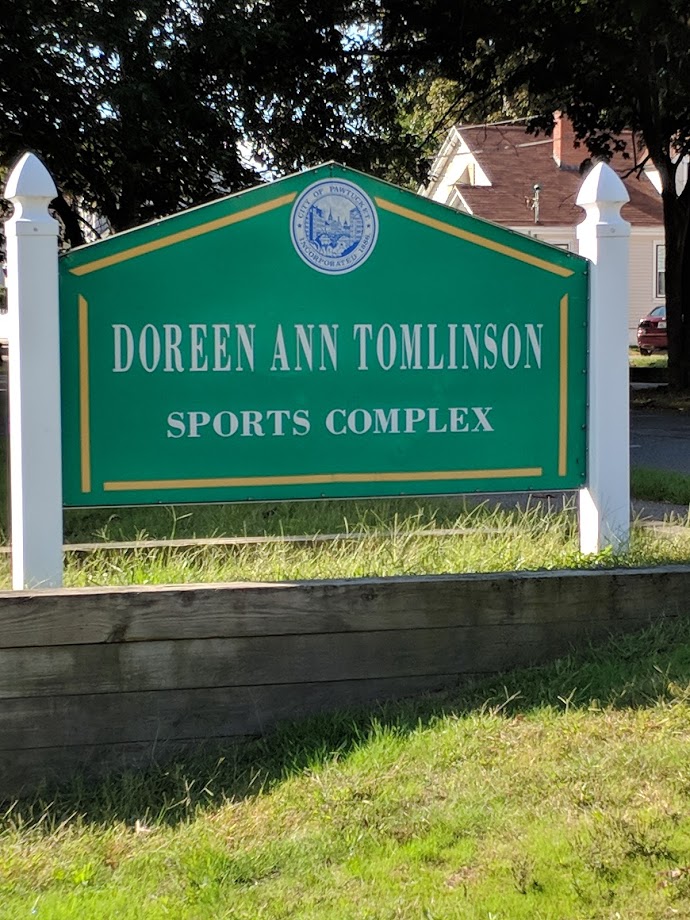 CITY OF PAWTUCKET
INCORPORATED 1886
DOREEN ANN TOMLINSON
SPORTS COMPLEX